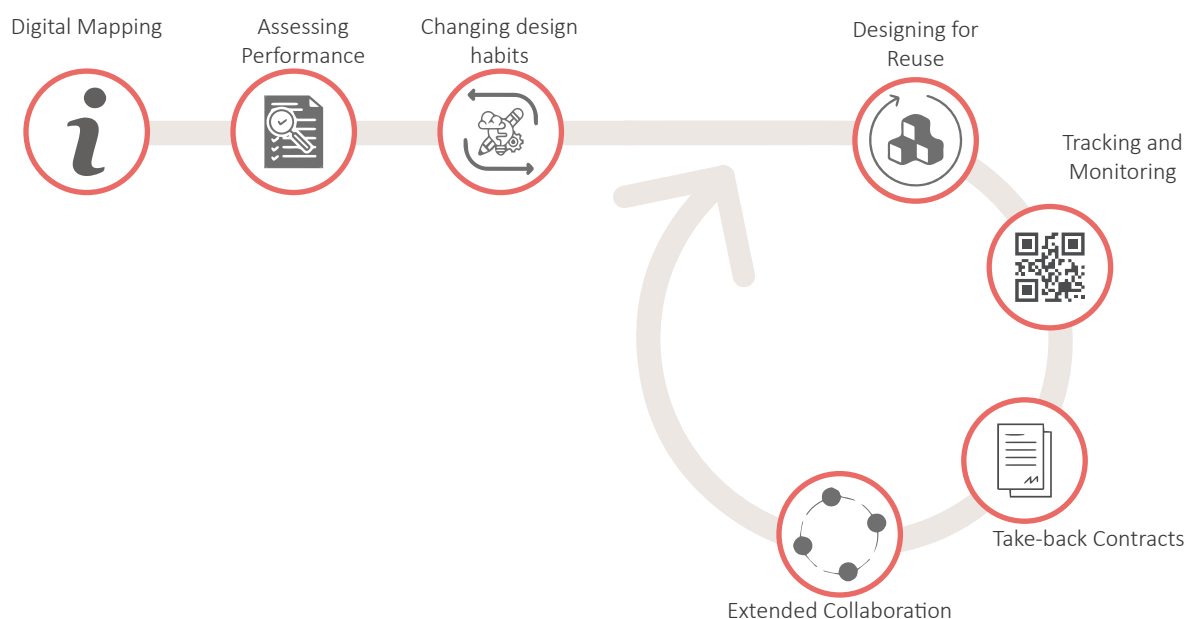 Digital Mapping
Assessing
Performance
Changing design
habits
Designing for
Reuse
Tracking and
Monitoring
Take-back Contracts
Extended Collaboration